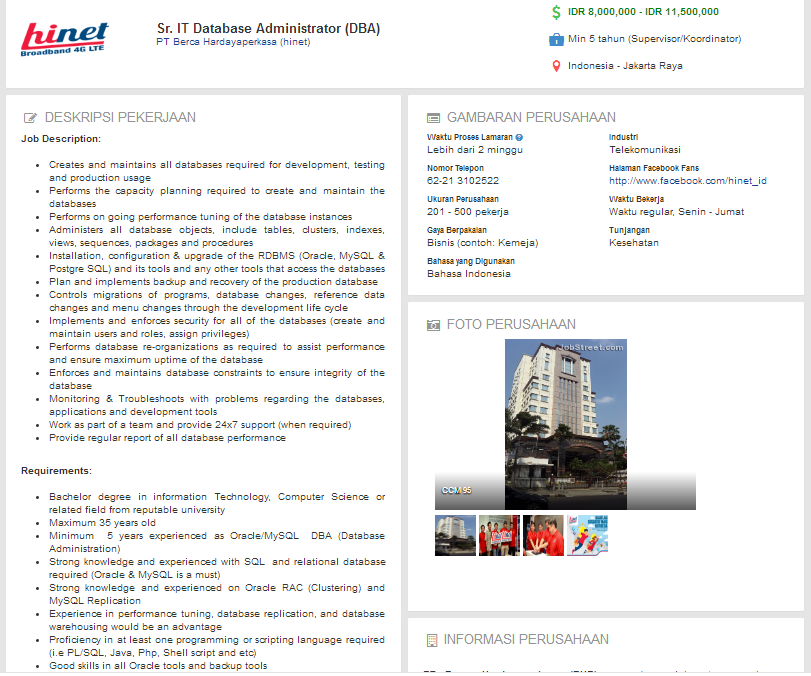 hinet
Broadband 4G LTE
Sr. IT Database Administrator (DBA)
PT Berca Hardayaperkasa (hinet)
IDR 8,000,000 - IDR 11,500,000
Min 5 tahun (Supervisor/Koordinator)
Indonesia - Jakarta Raya
DESKRIPSI PEKERJAAN
Job Description:
• Creates and maintains all databases required for development, testing
and production usage
• Performs the capacity planning required to create and maintain the
databases
• Performs on going performance tuning of the database instances
• Administers all database objects, include tables, clusters, indexes,
views, sequences, packages and procedures
• Installation, configuration & upgrade of the RDBMS (Oracle, MySQL &
Postgre SQL) and its tools and any other tools that access the databases
• Plan and implements backup and recovery of the production database
• Controls migrations of programs, database changes, reference data
changes and menu changes through the development life cycle
• Implements and enforces security for all of the databases (create and
maintain users and roles, assign privileges)
• Performs database re-organizations as required to assist performance
and ensure maximum uptime of the database
• Enforces and maintains database constraints to ensure integrity of the
database
• Monitoring & Troubleshoots with problems regarding the databases,
applications and development tools
• Work as part of a team and provide 24x7 support (when required)
• Provide regular report of all database performance
Requirements:
• Bachelor degree in information Technology, Computer Science or
related field from reputable university
• Maximum 35 years old
• Minimum 5 years experienced as Oracle/MySQL DBA (Database
Administration)
• Strong knowledge and experienced with SQL and relational database
required (Oracle & MySQL is a must)
• Strong knowledge and experienced on Oracle RAC (Clustering) and
MySQL Replication
• Experience in performance tuning, database replication, and database
warehousing would be an advantage
• Proficiency in at least one programming or scripting language required
(i.e PL/SQL, Java, Php, Shell script and etc)
• Good skills in all Oracle tools and backup tools
GAMBARAN PERUSAHAAN
Waktu Proses Lamaran
Lebih dari 2 minggu
Industri
Telekomunikasi
Nomor Telepon
62-21 3102522
Halaman Facebook Fans
http://www.facebook.com/hinet_id
Ukuran Perusahaan
201 - 500 pekerja
Waktu Bekerja
Waktu regular, Senin - Jumat
Gaya Berpakaian
Bisnis (contoh: Kemeja)
Tunjangan
Kesehatan
Bahasa yang Digunakan
Bahasa Indonesia
FOTO PERUSAHAAN
JobStreet.com
CCM 95
INFORMASI PERUSAHAAN